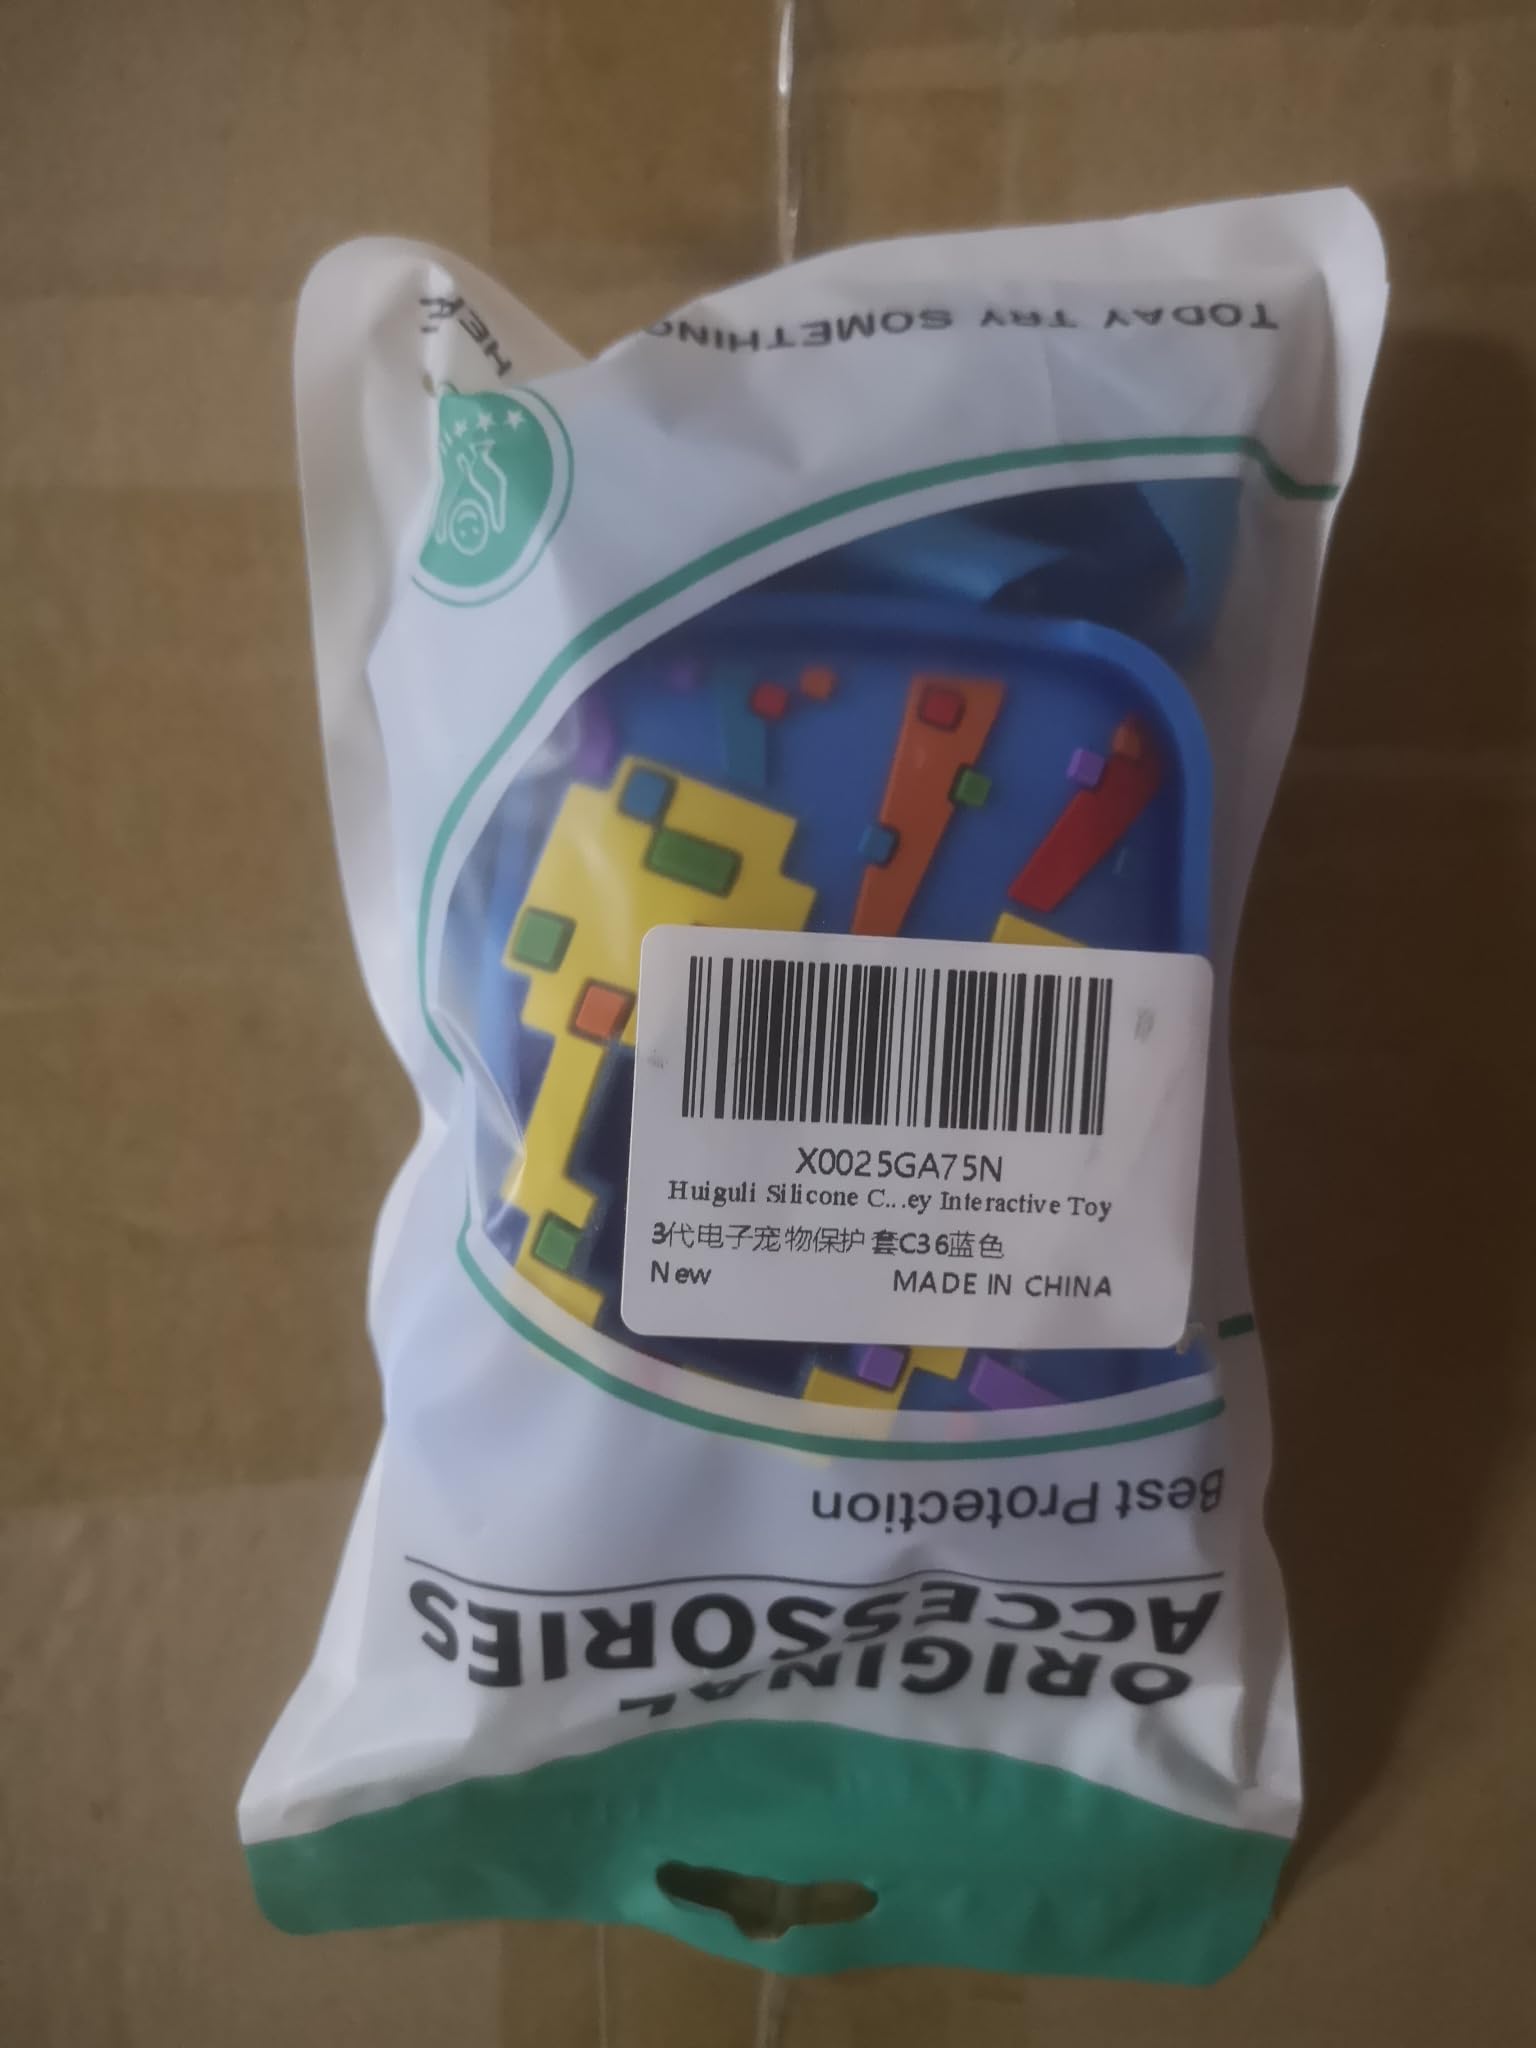 TODAY TRY SOMETHING
X0025GA75N
Huiguli Silicone C...ey Interactive Toy
3代电子宠物保护套C36蓝色
New MADE IN CHINA
Best Protection
ORIGINAL
ACCESSORIES